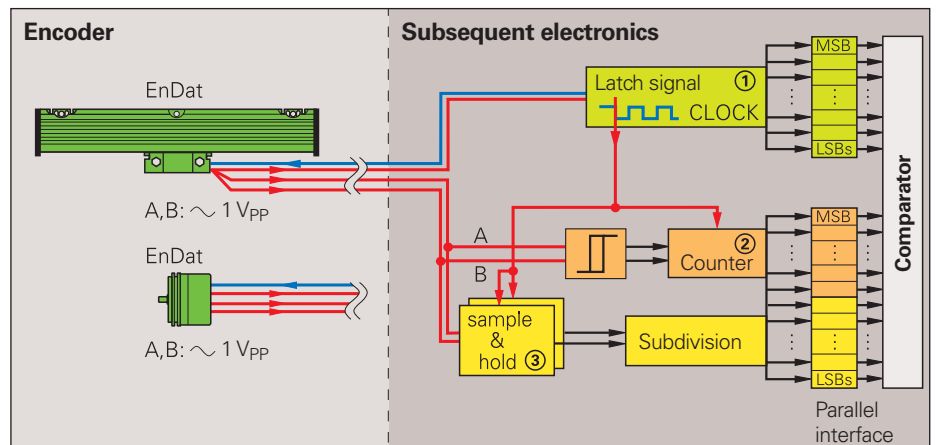 Encoder
Subsequent electronics
EnDat
A,B: ∼ 1 VPP
EnDat
A,B: ∼ 1 VPP
Latch signal ①
CLOCK
A
B
② Counter
sample
&
hold ③
Subdivision
MSB
LSBs
MSB
LSBs
Parallel
interface
Comparator